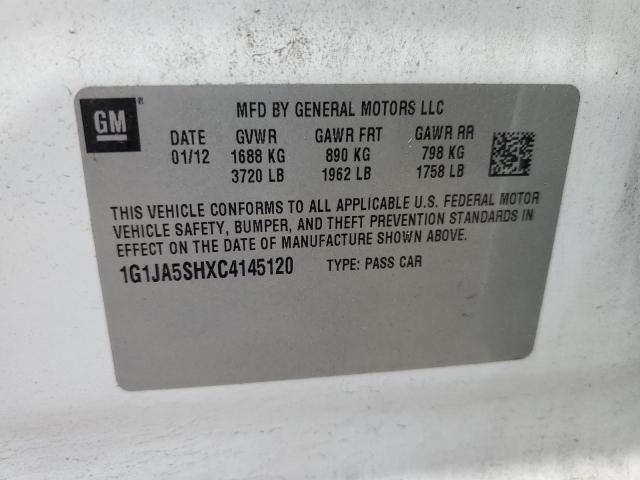 GM®
MFD BY GENERAL MOTORS LLC
DATE GVWR GAWR FRT GAWR RR
01/12 1688 KG 890 KG 798 KG
3720 LB 1962 LB 1758 LB
THIS VEHICLE CONFORMS TO ALL APPLICABLE U.S. FEDERAL MOTOR
VEHICLE SAFETY, BUMPER, AND THEFT PREVENTION STANDARDS IN
EFFECT ON THE DATE OF MANUFACTURE SHOWN ABOVE.
1G1JA5SHXC4145120 TYPE: PASS CAR